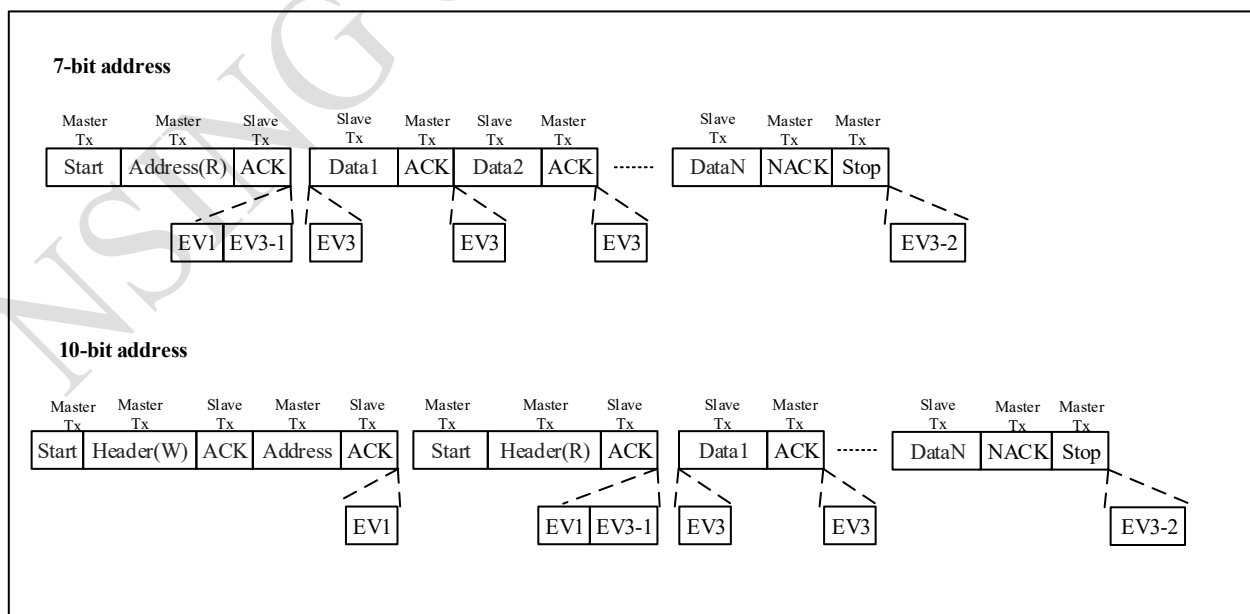 NSING
7-bit address
Master Tx Master Tx Slave Tx Slave Tx Master Tx Slave Tx Master Tx Slave Tx Master Tx Master Tx
Start Address(R) ACK Data1 ACK Data2 ACK DataN NACK Stop
EV1 EV3-1 EV3 EV3 EV3 EV3-2
10-bit address
Master Tx Master Tx Slave Tx Master Tx Slave Tx Master Tx Master Tx Slave Tx Slave Tx Master Tx Slave Tx Master Tx Master Tx
Start Header(W) ACK Address ACK Start Header(R) ACK Data1 ACK DataN NACK Stop
EV1 EV1 EV3-1 EV3 EV3 EV3-2